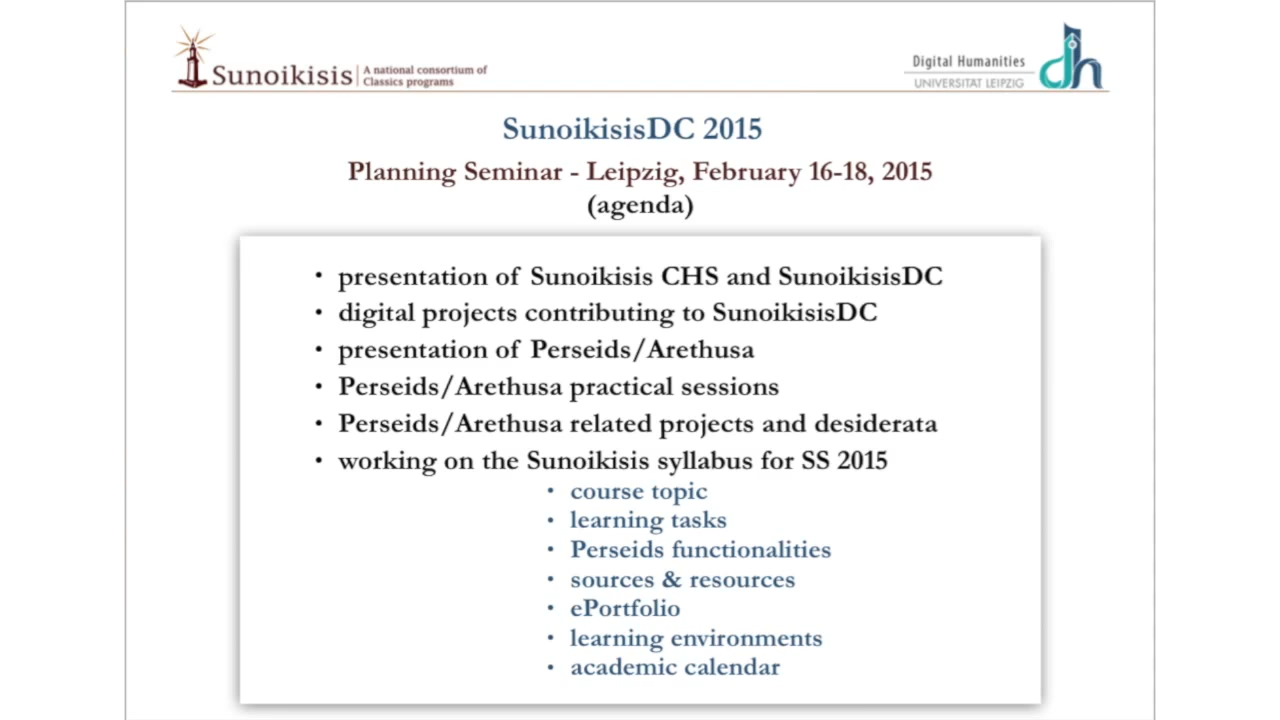 Sunoikisis
A national consortium of
Classics programs
Digital Humanities
UNIVERSITÄT LEIPZIG
dh
SunoikisisDC 2015
Planning Seminar - Leipzig, February 16-18, 2015
(agenda)
• presentation of Sunoikisis CHS and SunoikisisDC
• digital projects contributing to SunoikisisDC
• presentation of Perseids/Arethusa
• Perseids/Arethusa practical sessions
• Perseids/Arethusa related projects and desiderata
• working on the Sunoikisis syllabus for SS 2015
• course topic
• learning tasks
• Perseids functionalities
• sources & resources
• ePortfolio
• learning environments
• academic calendar